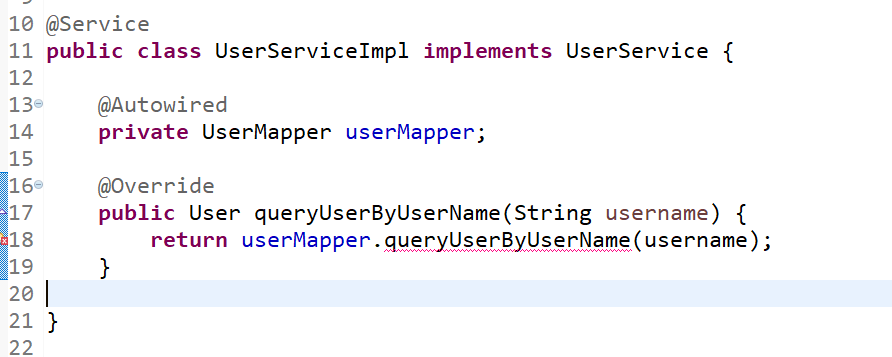 10 @Service
11 public class UserServiceImpl implements UserService {
12
13 @Autowired
14 private UserMapper userMapper;
15
16 @Override
17 public User queryUserByUserName(String username) {
18 return userMapper.queryUserByUserName(username);
19 }
20
21 }
22